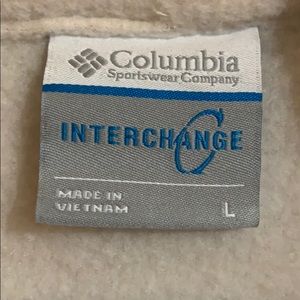 Columbia
Sportswear Company
INTERCHANGE
MADE IN
VIETNAM
L